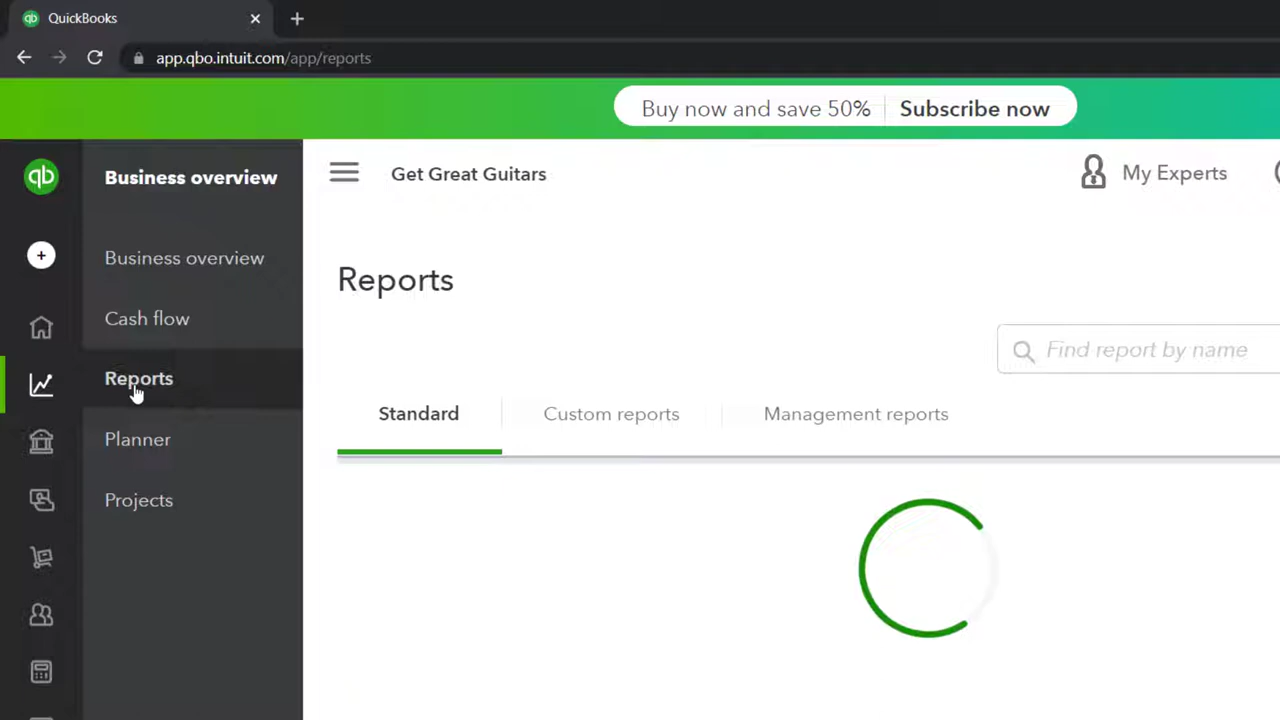 qb QuickBooks
app.qbo.intuit.com/app/reports
Buy now and save 50% Subscribe now
qb
Business overview
Get Great Guitars
My Experts
Business overview
Reports
Cash flow
Find report by name
Reports
Standard
Custom reports
Management reports
Planner
Projects